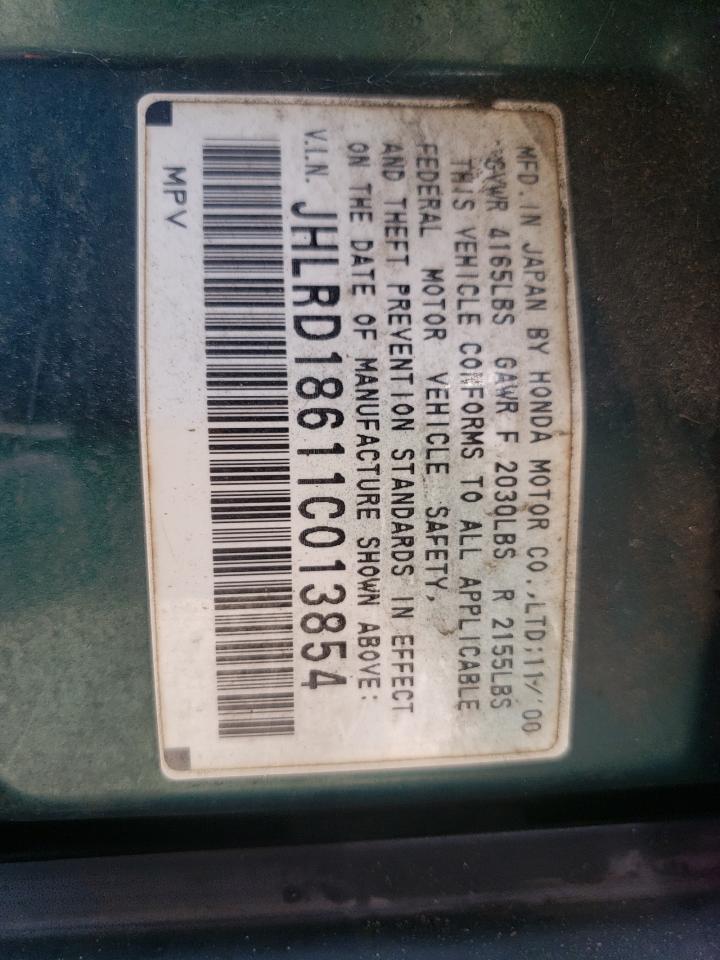 MFD. IN JAPAN BY HONDA MOTOR CO.,LTD;11/'00
GVWR 4165LBS GAWR F 2030LBS R 2155LBS
THIS VEHICLE CONFORMS TO ALL APPLICABLE
FEDERAL MOTOR VEHICLE SAFETY,
AND THEFT PREVENTION STANDARDS IN EFFECT
ON THE DATE OF MANUFACTURE SHOWN ABOVE:
V.I.N. JHLRD18611C013854
MPV